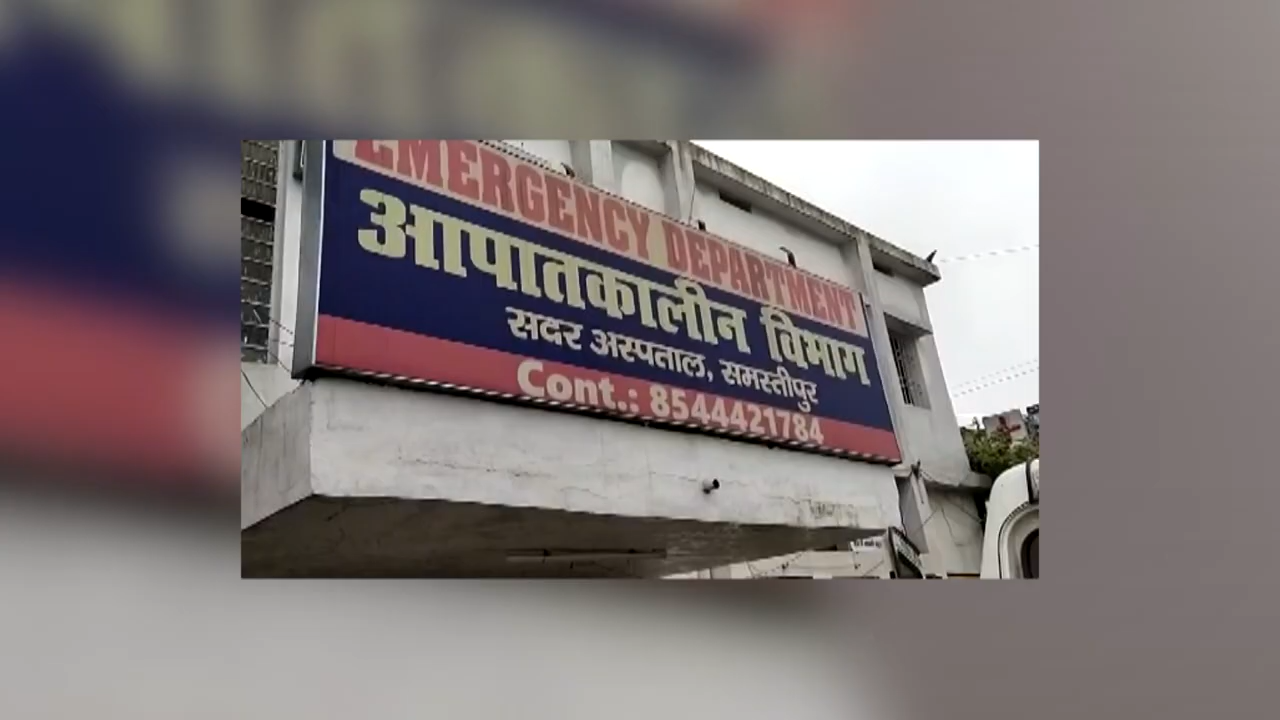 EMERGENCY DEPARTMENT
आपातकालीन विभाग
सदर अस्पताल, समस्तीपुर
Cont.: 8544421784